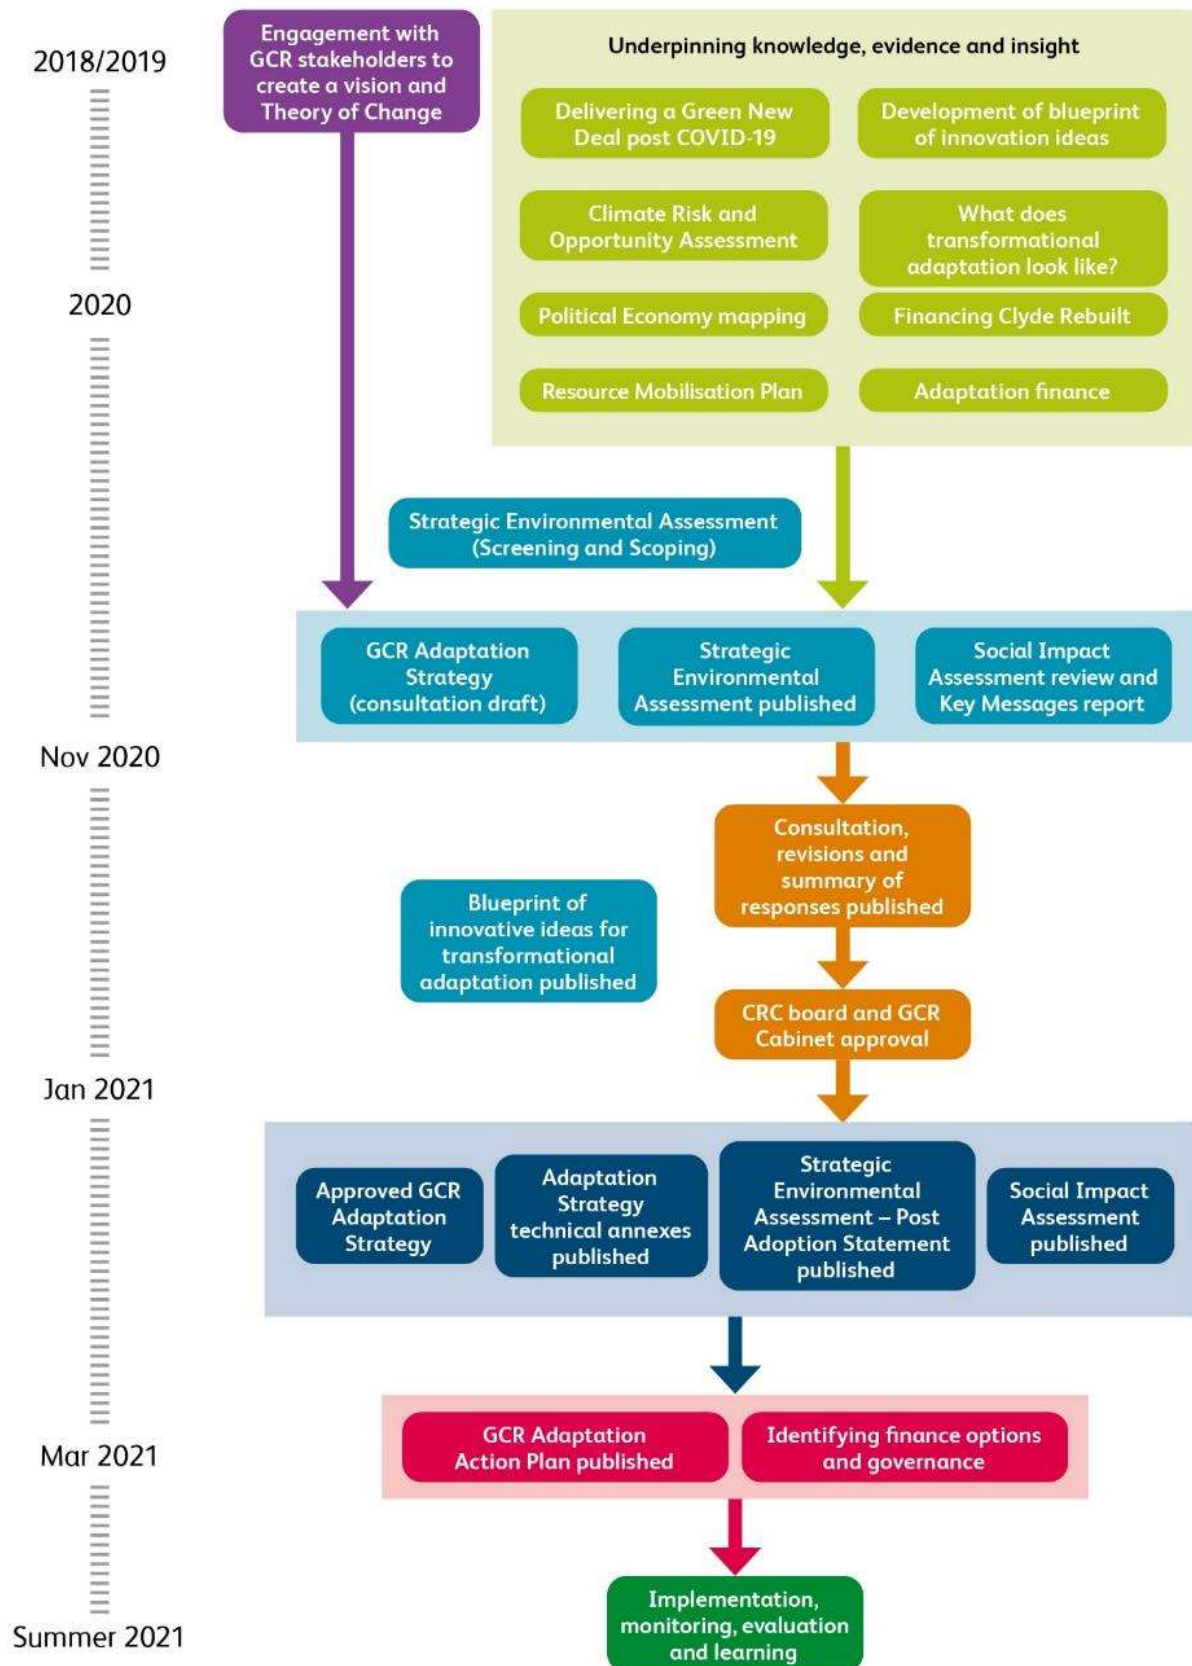 2018/2019
Engagement with
GCR stakeholders to
create a vision and
Theory of Change
Underpinning knowledge, evidence and insight
Delivering a Green New
Deal post COVID-19
Development of blueprint
of innovation ideas
Climate Risk and
Opportunity Assessment
What does
transformational
adaptation look like?
2020
Political Economy mapping
Financing Clyde Rebuilt
Resource Mobilisation Plan
Adaptation finance
Strategic Environmental Assessment
(Screening and Scoping)
GCR Adaptation
Strategy
(consultation draft)
Strategic
Environmental
Assessment published
Social Impact
Assessment review and
Key Messages report
Nov 2020
Consultation,
revisions and
summary of
responses published
Blueprint of
innovative ideas for
transformational
adaptation published
CRC board and GCR
Cabinet approval
Jan 2021
Approved GCR
Adaptation
Strategy
Adaptation
Strategy
technical annexes
published
Strategic
Environmental
Assessment – Post
Adoption Statement
published
Social Impact
Assessment
published
Mar 2021
GCR Adaptation
Action Plan published
Identifying finance options
and governance
Summer 2021
Implementation,
monitoring, evaluation
and learning